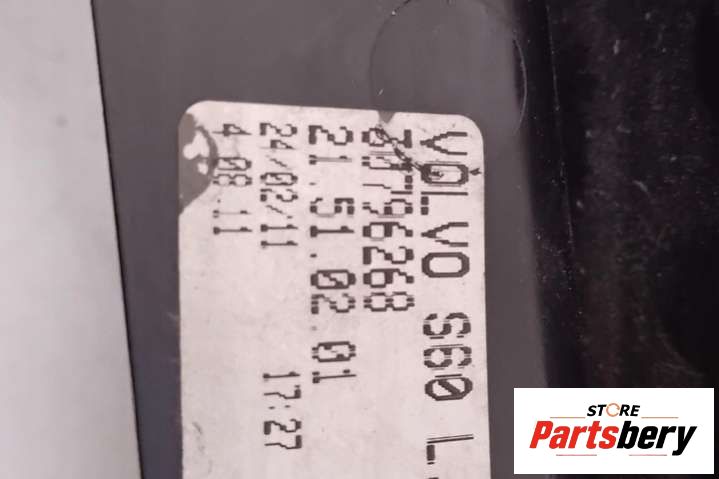 VOLVO S60 L
30796268
21.51.02.01
24/02/11 17:27
4 08 11
STORE
Partsbery